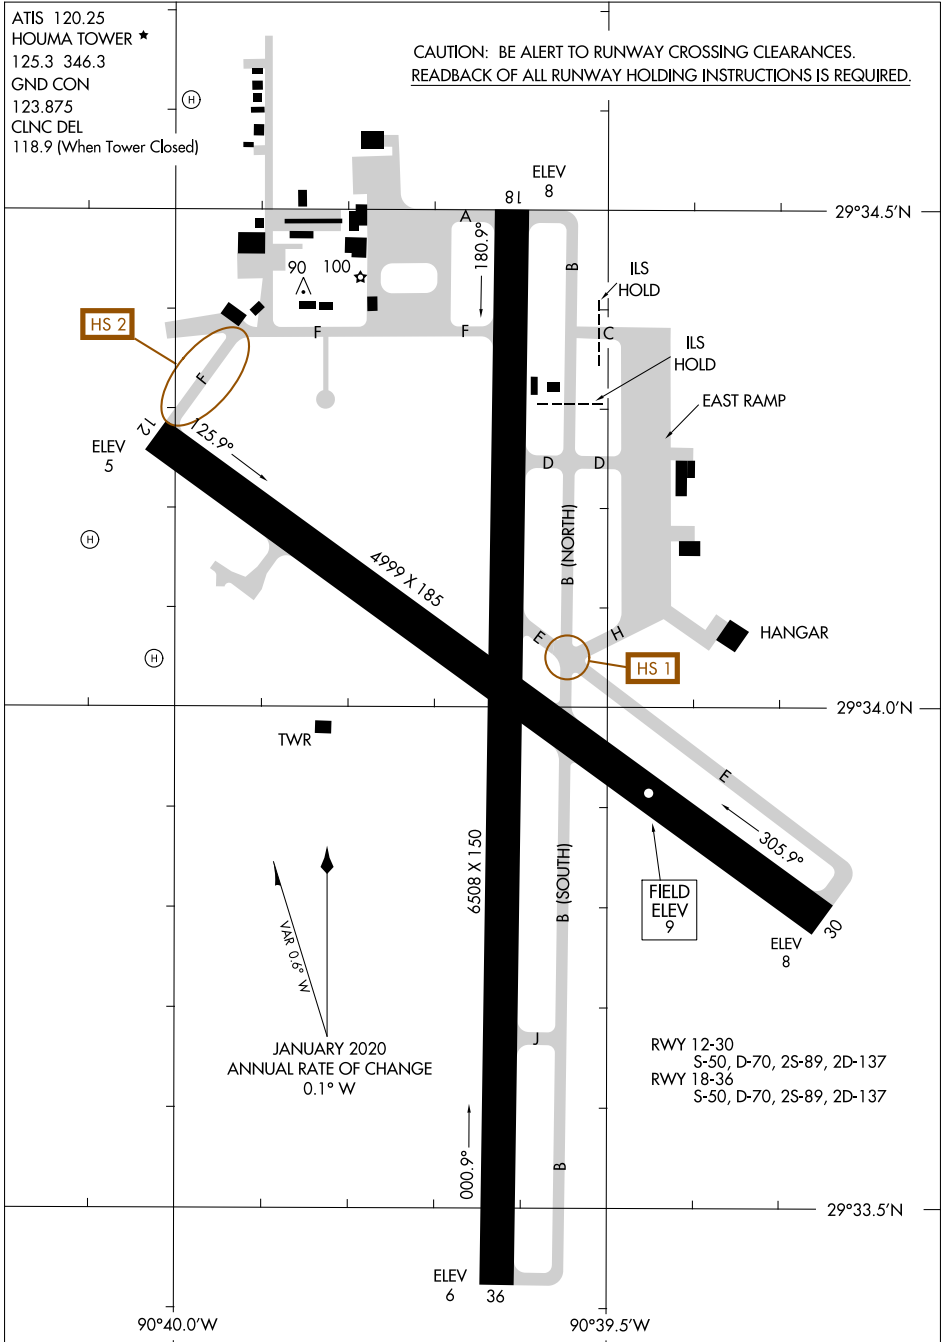 ATIS 120.25
HOUMA TOWER ★
125.3 346.3
GND CON
123.875
CLNC DEL
118.9 (When Tower Closed)
CAUTION: BE ALERT TO RUNWAY CROSSING CLEARANCES.
READBACK OF ALL RUNWAY HOLDING INSTRUCTIONS IS REQUIRED.
H
ELEV
8
18
29°34.5'N
A
180.9°
B
ILS
HOLD
90 100
HS 2
F
F
C
ILS
HOLD
F
EAST RAMP
12
125.9°
ELEV
5
D
D
H
4999 X 185
B (NORTH)
E
H
HANGAR
H
HS 1
29°34.0'N
TWR
E
305.9°
6508 X 150
B (SOUTH)
FIELD
ELEV
9
30
ELEV
8
VAR 0.6° W
JANUARY 2020
ANNUAL RATE OF CHANGE
0.1° W
J
RWY 12-30
S-50, D-70, 2S-89, 2D-137
RWY 18-36
S-50, D-70, 2S-89, 2D-137
000.9°
B
29°33.5'N
ELEV
6
36
90°40.0'W
90°39.5'W